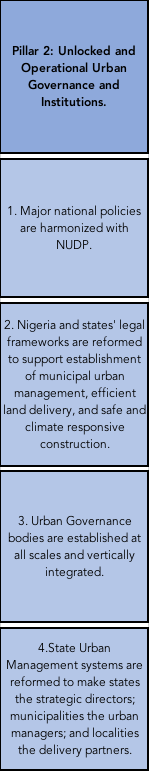 Pillar 2: Unlocked and
Operational Urban
Governance and
Institutions.
1. Major national policies
are harmonized with
NUDP.
2. Nigeria and states' legal
frameworks are reformed
to support establishment
of municipal urban
management, efficient
land delivery, and safe and
climate responsive
construction.
3. Urban Governance
bodies are established at
all scales and vertically
integrated.
4.State Urban
Management systems are
reformed to make states
the strategic directors;
municipalities the urban
managers; and localities
the delivery partners.